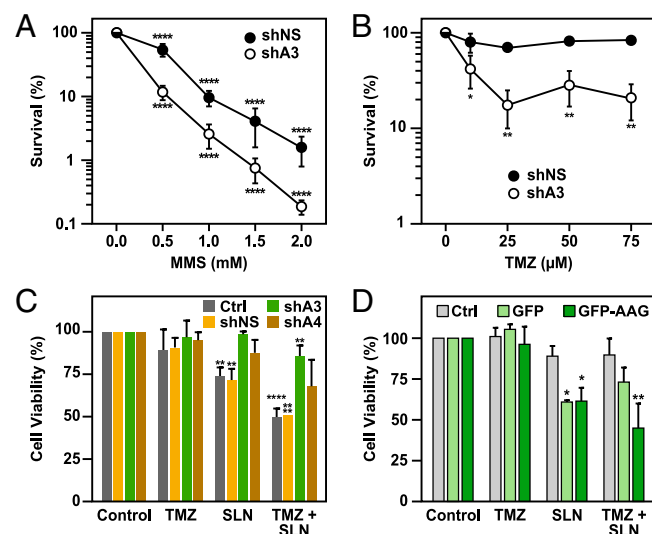 A
B
Survival (%)
100
10
1
0.1
0.0 0.5 1.0 1.5 2.0
MMS (mM)
shNS
shA3
****
****
****
****
****
****
****
****
Survival (%)
100
10
1
0 25 50 75
TMZ (µM)
shNS
shA3
*
**
**
**
C
D
Cell Viability (%)
100
75
50
25
0
Ctrl shA3
shNS shA4
** **
**
****
**
**
Control TMZ SLN TMZ +
SLN
Cell Viability (%)
100
75
50
25
0
Ctrl GFP GFP-AAG
* *
**
Control TMZ SLN TMZ +
SLN